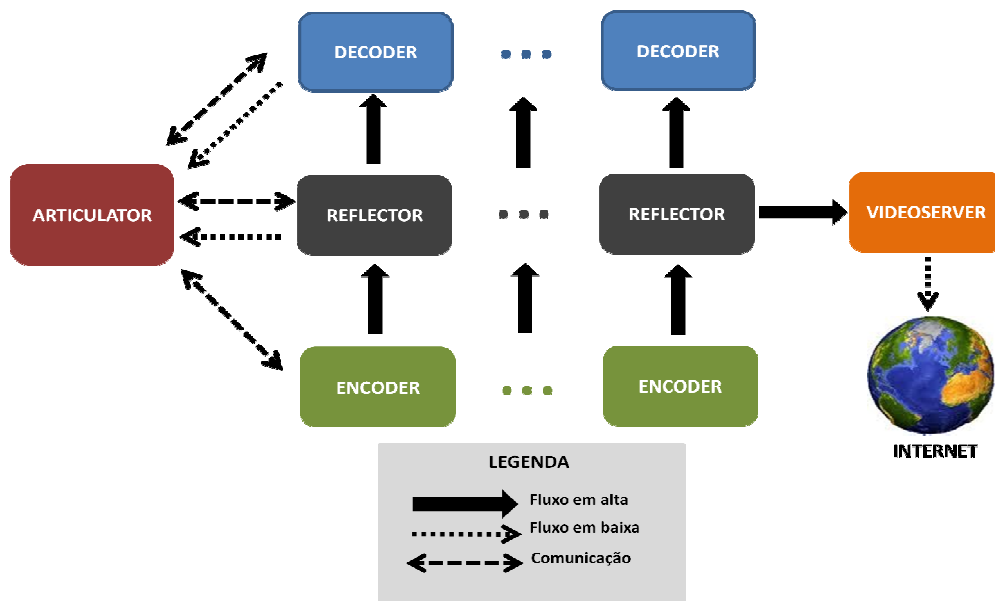 DECODER
DECODER
ARTICULATOR
REFLECTOR
REFLECTOR
VIDEOSERVER
ENCODER
ENCODER
INTERNET
LEGENDA
Fluxo em alta
Fluxo em baixa
Comunicação